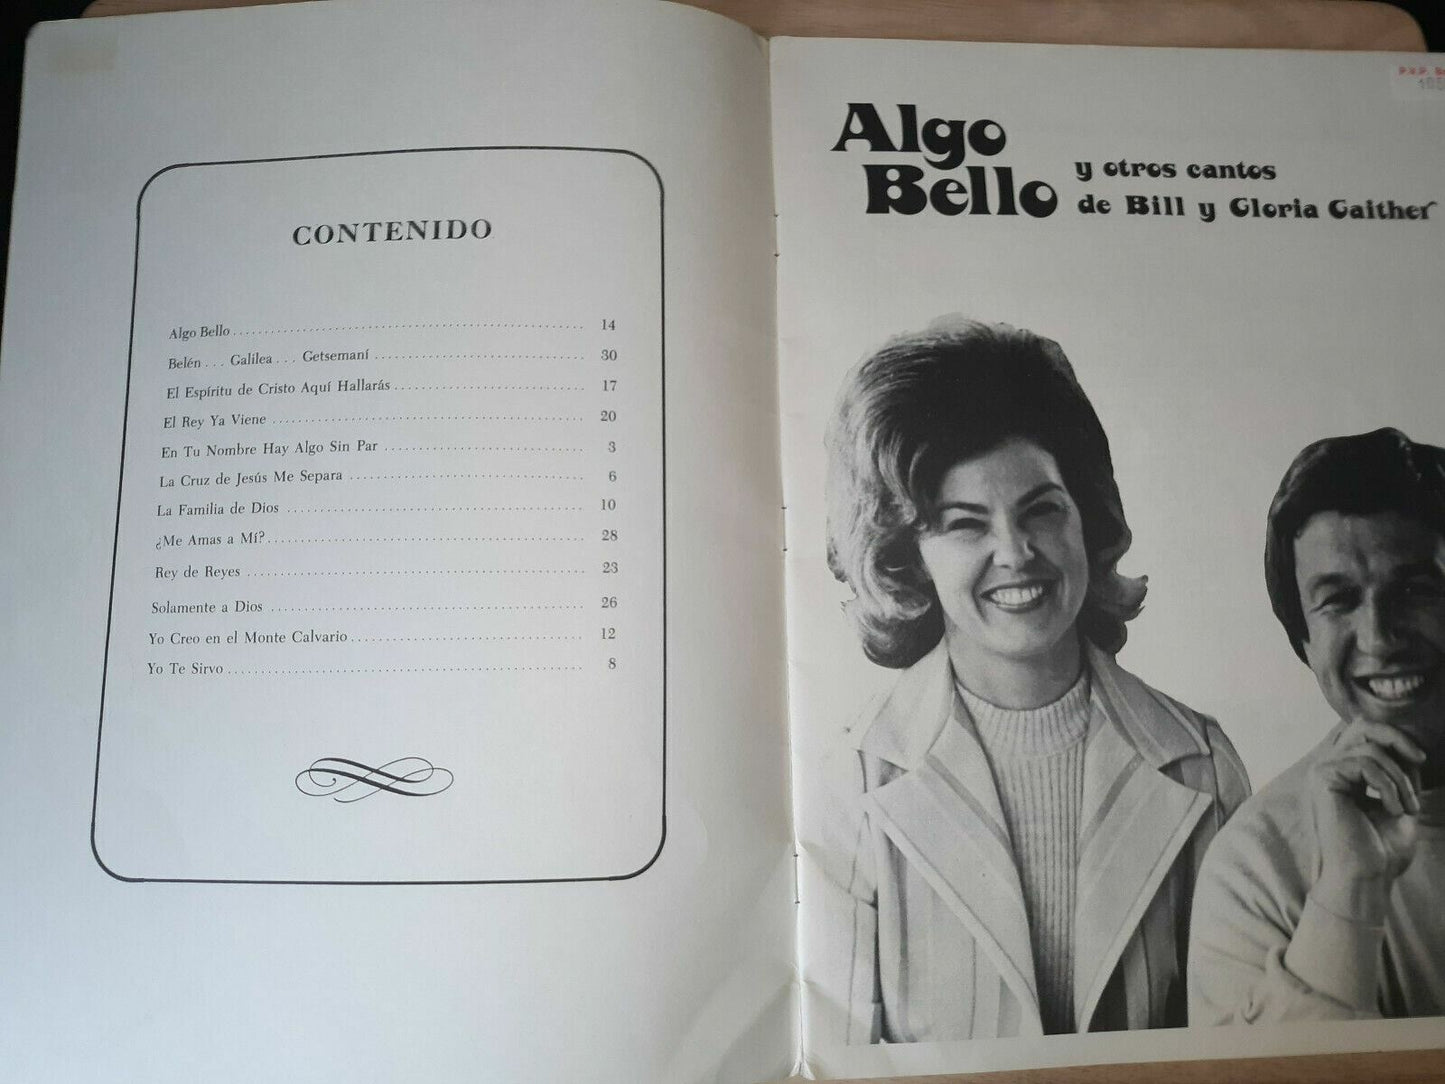 CONTENIDO
Algo Bello 14
Belén . . . Galilea . . . Getsemaní 30
El Espíritu de Cristo Aquí Hallarás 17
El Rey Ya Viene 20
En Tu Nombre Hay Algo Sin Par 3
La Cruz de Jesús Me Separa 6
La Familia de Dios 10
¿Me Amas a Mí? 28
Rey de Reyes 23
Solamente a Dios 26
Yo Creo en el Monte Calvario 12
Yo Te Sirvo 8
Algo
Bello
y otros cantos
de Bill y Gloria Gaither
P.V.P.